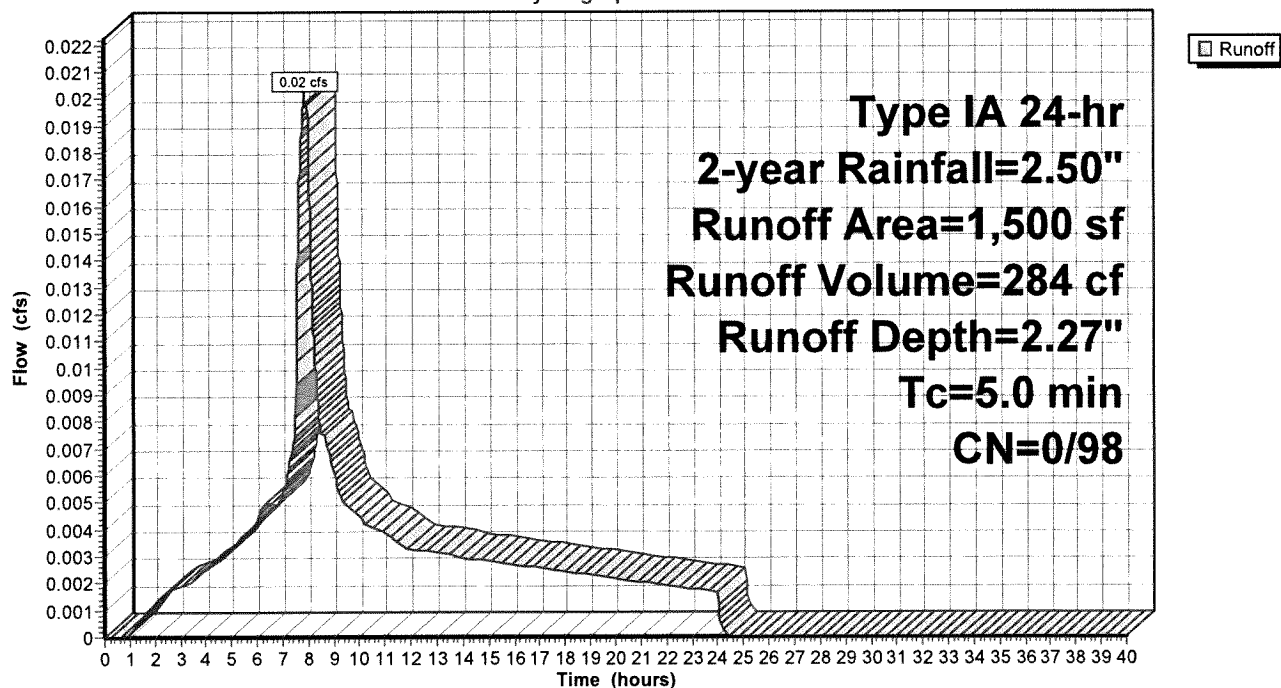 Runoff
0.02 cfs
Type IA 24-hr
2-year Rainfall=2.50"
Runoff Area=1,500 sf
Runoff Volume=284 cf
Runoff Depth=2.27"
Tc=5.0 min
CN=0/98
Flow (cfs)
0.022
0.021
0.02
0.019
0.018
0.017
0.016
0.015
0.014
0.013
0.012
0.011
0.01
0.009
0.008
0.007
0.006
0.005
0.004
0.003
0.002
0.001
0
0 1 2 3 4 5 6 7 8 9 10 11 12 13 14 15 16 17 18 19 20 21 22 23 24 25 26 27 28 29 30 31 32 33 34 35 36 37 38 39 40
Time (hours)